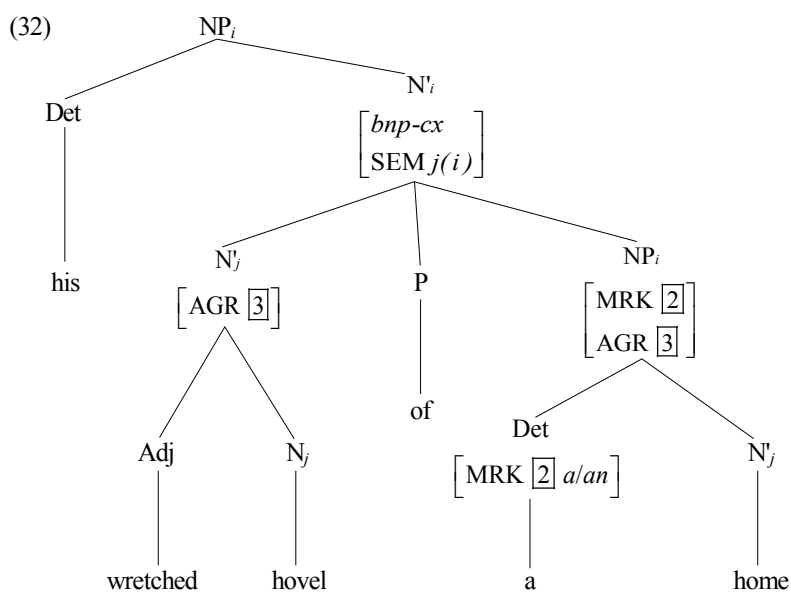 (32) NPi
N'i
Det
[bnp-cx
SEM j(i)]
N'j P NPi
his
[AGR 3] [MRK 2
AGR 3]
of
Det
Adj Nj N'j
[MRK 2 a/an]
wretched hovel a home